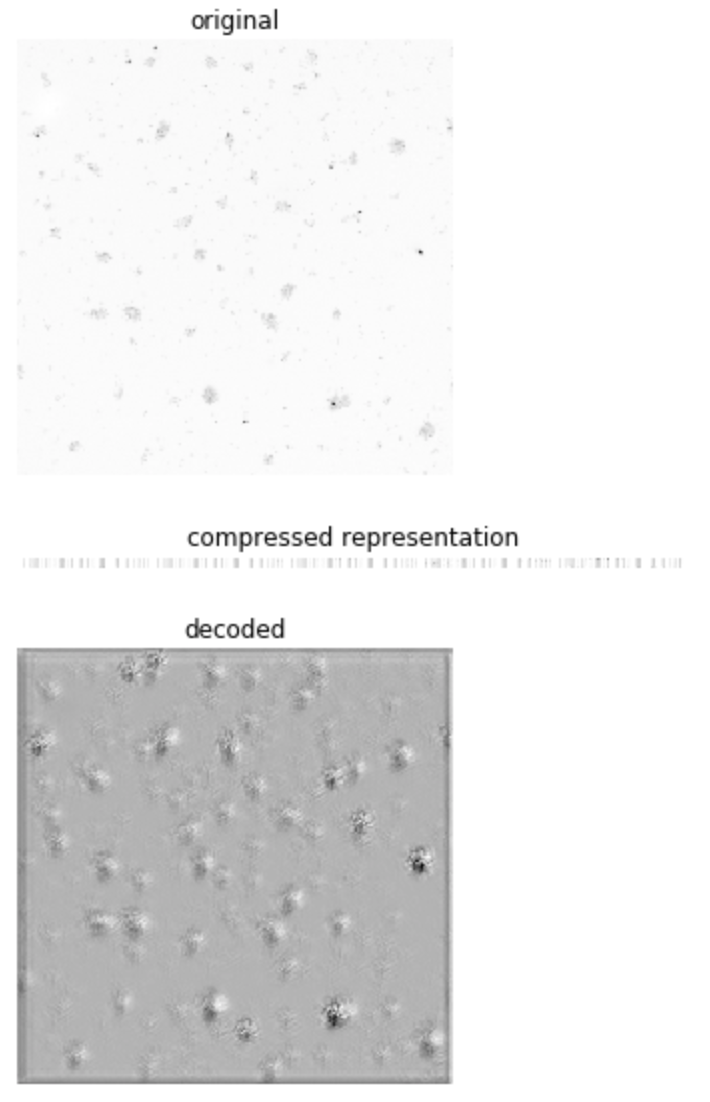 original
compressed representation
decoded